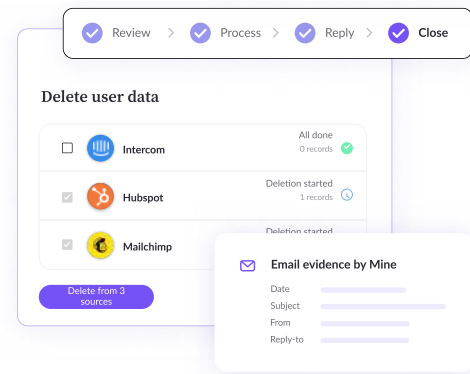 Review
Process
Reply
Close
Delete user data
Intercom
All done
0 records
Hubspot
Deletion started
1 records
Mailchimp
Deletion started
Delete from 3
sources
Email evidence by Mine
Date
Subject
From
Reply-to